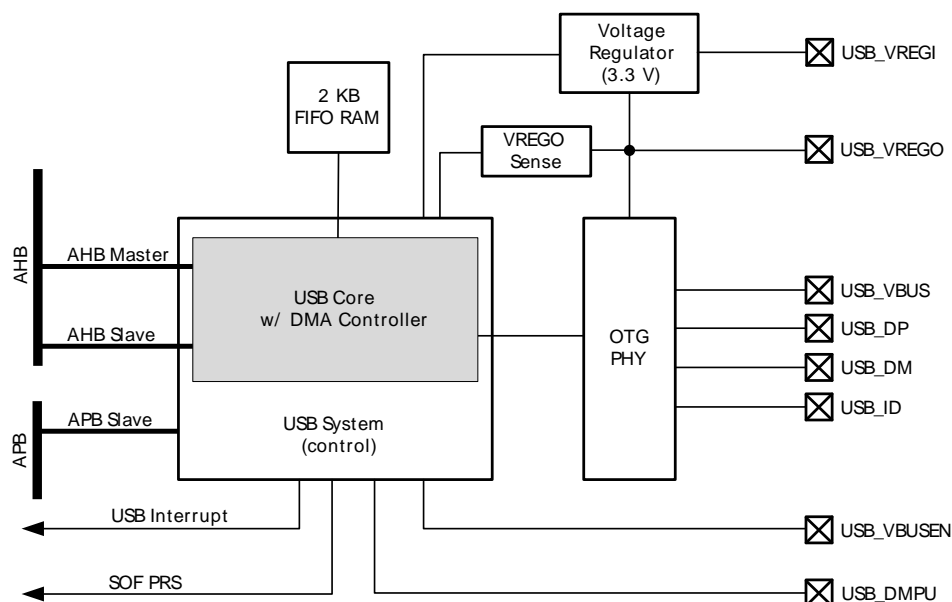 Voltage
Regulator
(3.3 V)
USB_VREGI
2 KB
FIFO RAM
VREGO
Sense
USB_VREGO
AHB
AHB Master
AHB Slave
USB Core
w/ DMA Controller
OTG
PHY
USB_VBUS
USB_DP
USB_DM
USB_ID
APB
APB Slave
USB System
(control)
USB Interrupt
USB_VBUSEN
SOF PRS
USB_DMPU